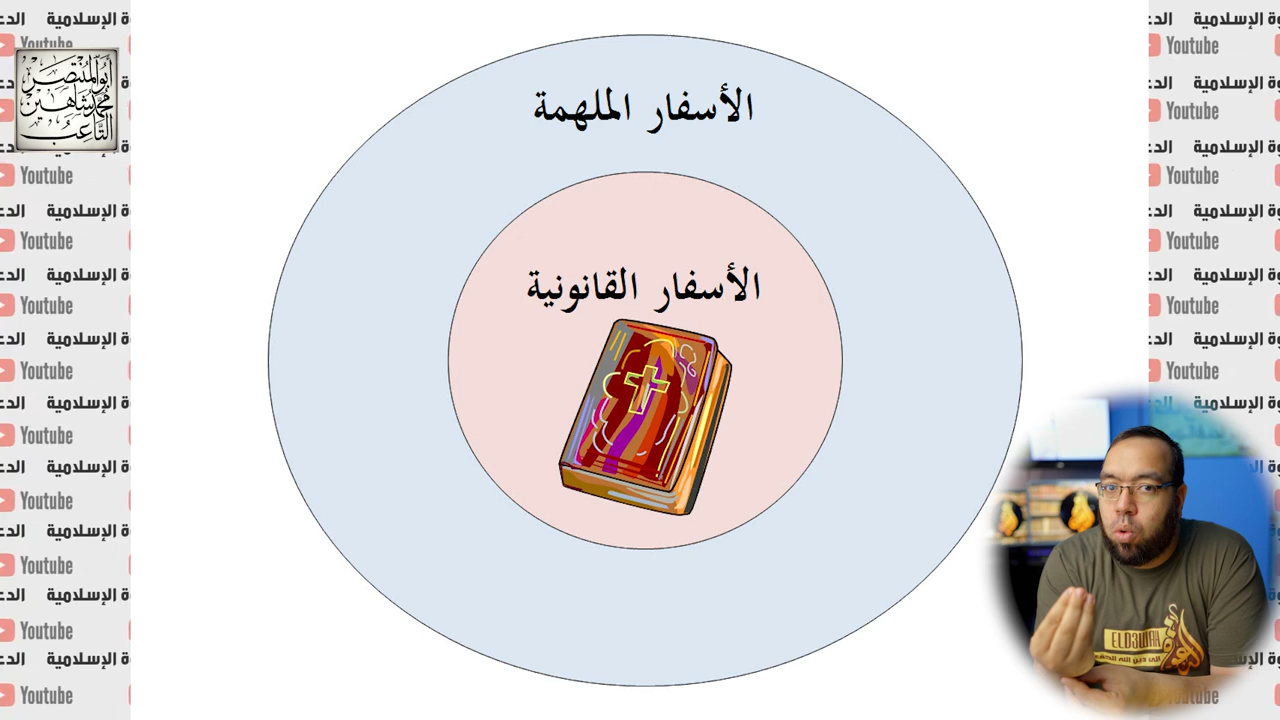 الأسفار الملهمة
الأسفار القانونية
أبو المنتصر
محمد شاهين
التاعب
الدعوة الإسلامية
Youtube
ELD3WAH